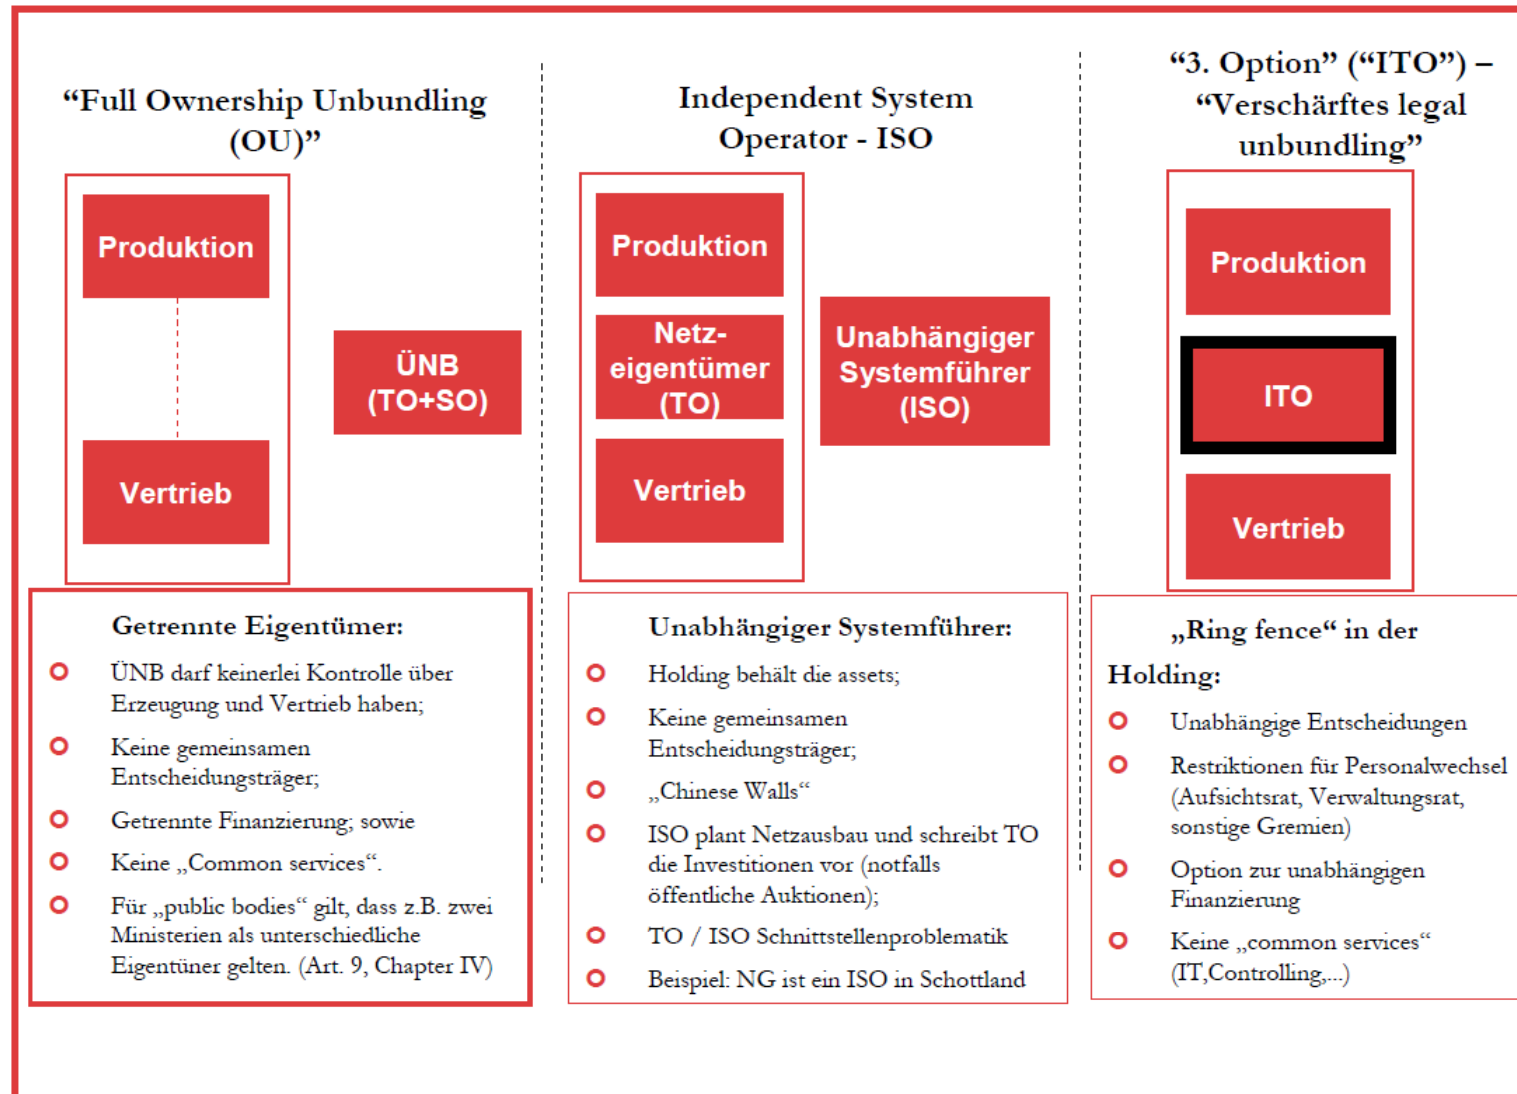 “Full Ownership Unbundling
(OU)”
Produktion
Vertrieb
ÜNB
(TO+SO)
Getrennte Eigentümer:
ÜNB darf keinerlei Kontrolle über
Erzeugung und Vertrieb haben;
Keine gemeinsamen
Entscheidungsträger;
Getrennte Finanzierung; sowie
Keine „Common services“.
Für „public bodies“ gilt, dass z.B. zwei
Ministerien als unterschiedliche
Eigentüner gelten. (Art. 9, Chapter IV)
Independent System
Operator - ISO
Produktion
Netz-
eigentümer
(TO)
Vertrieb
Unabhängiger
Systemführer
(ISO)
Unabhängiger Systemführer:
Holding behält die assets;
Keine gemeinsamen
Entscheidungsträger;
„Chinese Walls“
ISO plant Netzausbau und schreibt TO
die Investitionen vor (notfalls
öffentliche Auktionen);
TO / ISO Schnittstellenproblematik
Beispiel: NG ist ein ISO in Schottland
“3. Option” (“ITO”) –
“Verschärftes legal
unbundling”
Produktion
ITO
Vertrieb
„Ring fence“ in der
Holding:
Unabhängige Entscheidungen
Restriktionen für Personalwechsel
(Aufsichtsrat, Verwaltungsrat,
sonstige Gremien)
Option zur unabhängigen
Finanzierung
Keine „common services“
(IT,Controlling,...)